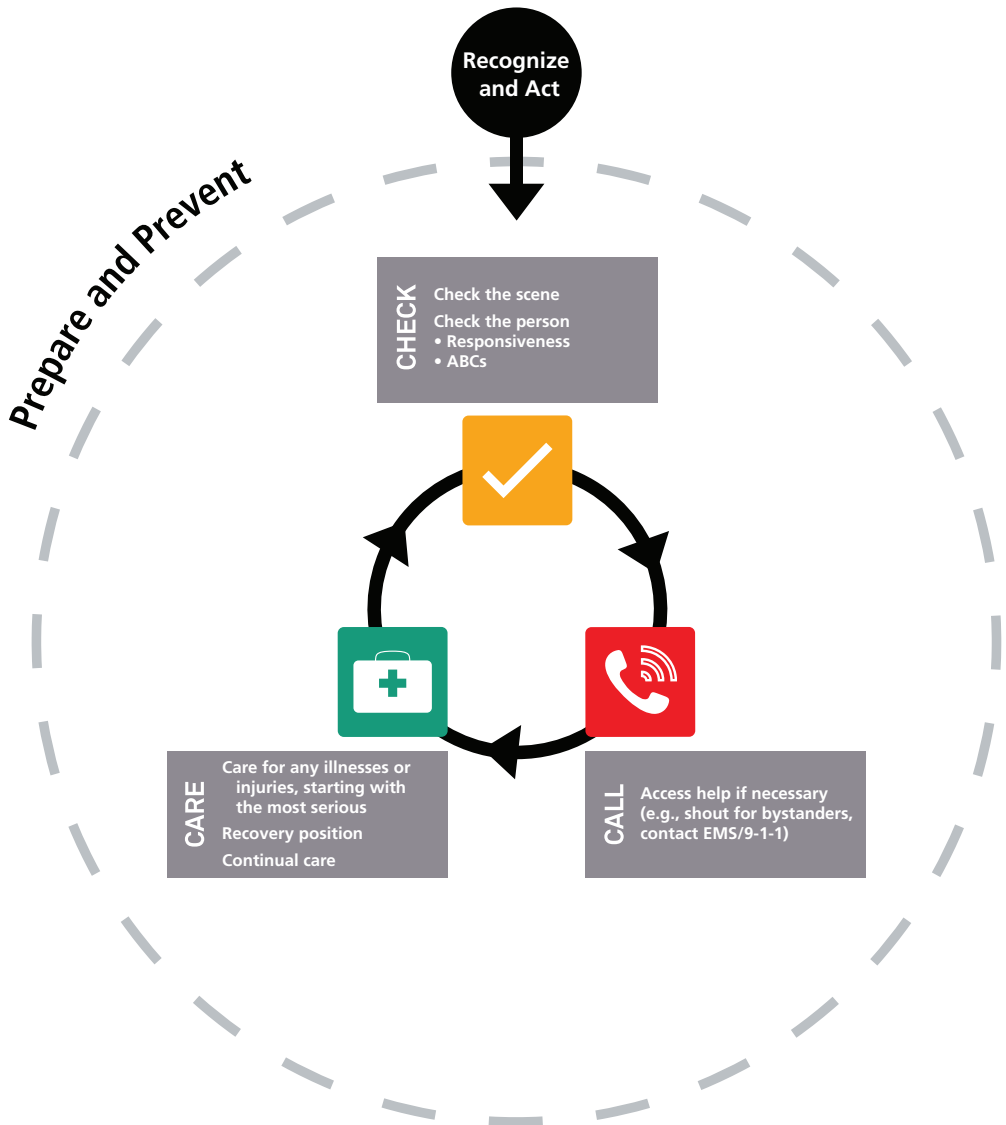 Recognize
and Act
Prepare and Prevent
CHECK
Check the scene
Check the person
• Responsiveness
• ABCs
CARE
Care for any illnesses or
injuries, starting with
the most serious
Recovery position
Continual care
CALL
Access help if necessary
(e.g., shout for bystanders,
contact EMS/9-1-1)